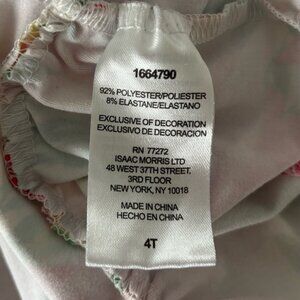 1664790
92% POLYESTER/POLIESTER
8% ELASTANE/ELASTANO
EXCLUSIVE OF DECORATION
EXCLUSIVO DE DECORACION
RN 77272
ISAAC MORRIS LTD
48 WEST 37TH STREET.
3RD FLOOR
NEW YORK, NY 10018
MADE IN CHINA
HECHO EN CHINA
4T